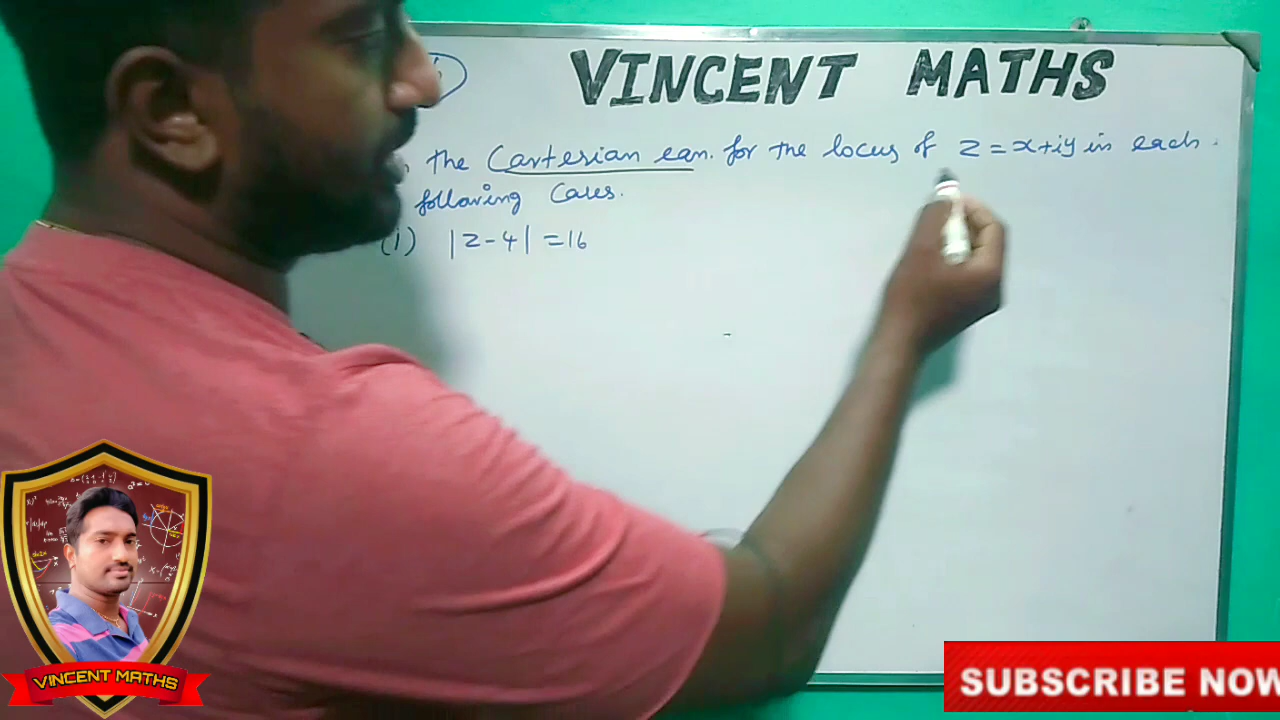 VINCENT MATHS
the Cartesian eqn. for the locus of z = x+iy in each
following Cases.
(i) |z-4| = 16
VINCENT MATHS
SUBSCRIBE NOW